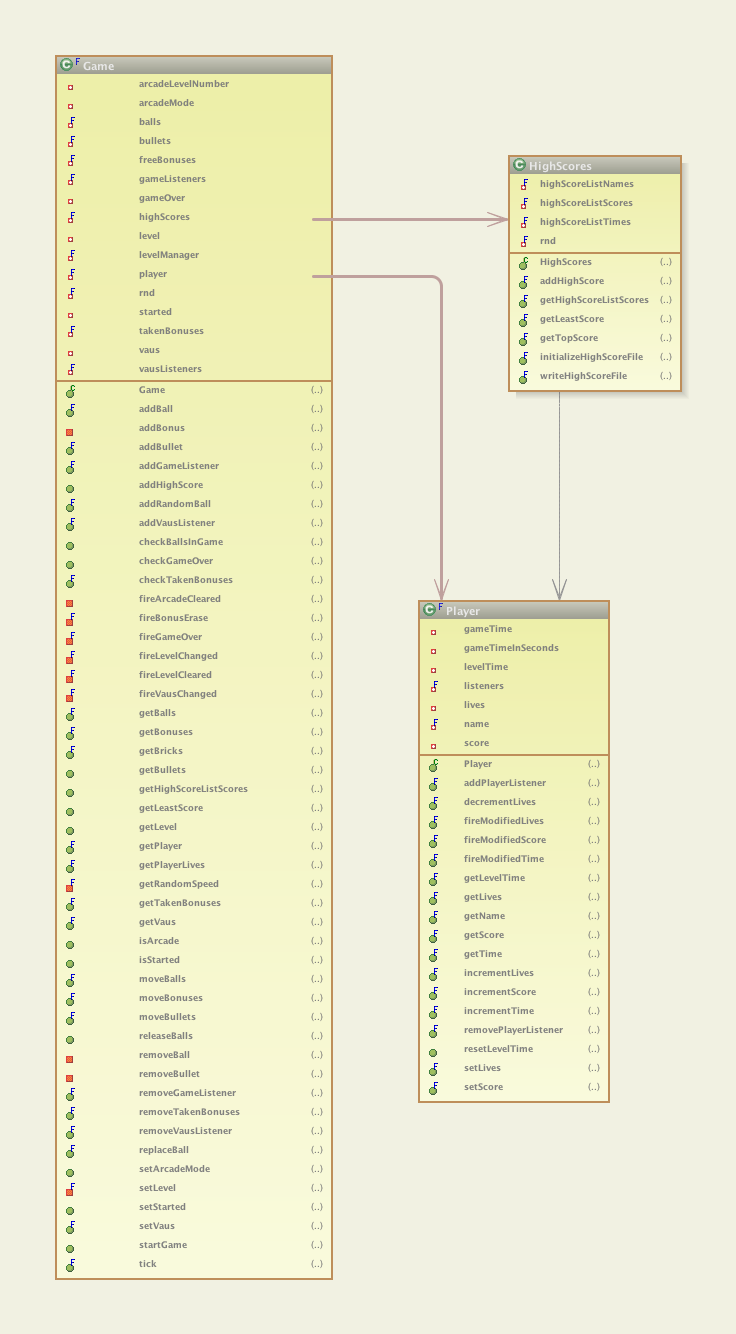 Game
arcadeLevelNumber
arcadeMode
balls
bullets
freeBonuses
gameListeners
gameOver
highScores
level
levelManager
player
rnd
started
takenBonuses
vaus
vausListeners
Game (..)
addBall (..)
addBonus (..)
addBullet (..)
addGameListener (..)
addHighScore (..)
addRandomBall (..)
addVausListener (..)
checkBallsInGame (..)
checkGameOver (..)
checkTakenBonuses (..)
fireArcadeCleared (..)
fireBonusErase (..)
fireGameOver (..)
fireLevelChanged (..)
fireLevelCleared (..)
fireVausChanged (..)
getBalls (..)
getBonuses (..)
getBricks (..)
getBullets (..)
getHighScoreListScores (..)
getLeastScore (..)
getLevel (..)
getPlayer (..)
getPlayerLives (..)
getRandomSpeed (..)
getTakenBonuses (..)
getVaus (..)
isArcade (..)
isStarted (..)
moveBalls (..)
moveBonuses (..)
moveBullets (..)
releaseBalls (..)
removeBall (..)
removeBullet (..)
removeGameListener (..)
removeTakenBonuses (..)
removeVausListener (..)
replaceBall (..)
setArcadeMode (..)
setLevel (..)
setStarted (..)
setVaus (..)
startGame (..)
tick (..)
HighScores
highScoreListNames
highScoreListScores
highScoreListTimes
rnd
HighScores (..)
addHighScore (..)
getHighScoreListScores (..)
getLeastScore (..)
getTopScore (..)
initializeHighScoreFile (..)
writeHighScoreFile (..)
Player
gameTime
gameTimeInSeconds
levelTime
listeners
lives
name
score
Player (..)
addPlayerListener (..)
decrementLives (..)
fireModifiedLives (..)
fireModifiedScore (..)
fireModifiedTime (..)
getLevelTime (..)
getLives (..)
getName (..)
getScore (..)
getTime (..)
incrementLives (..)
incrementScore (..)
incrementTime (..)
removePlayerListener (..)
resetLevelTime (..)
setLives (..)
setScore (..)